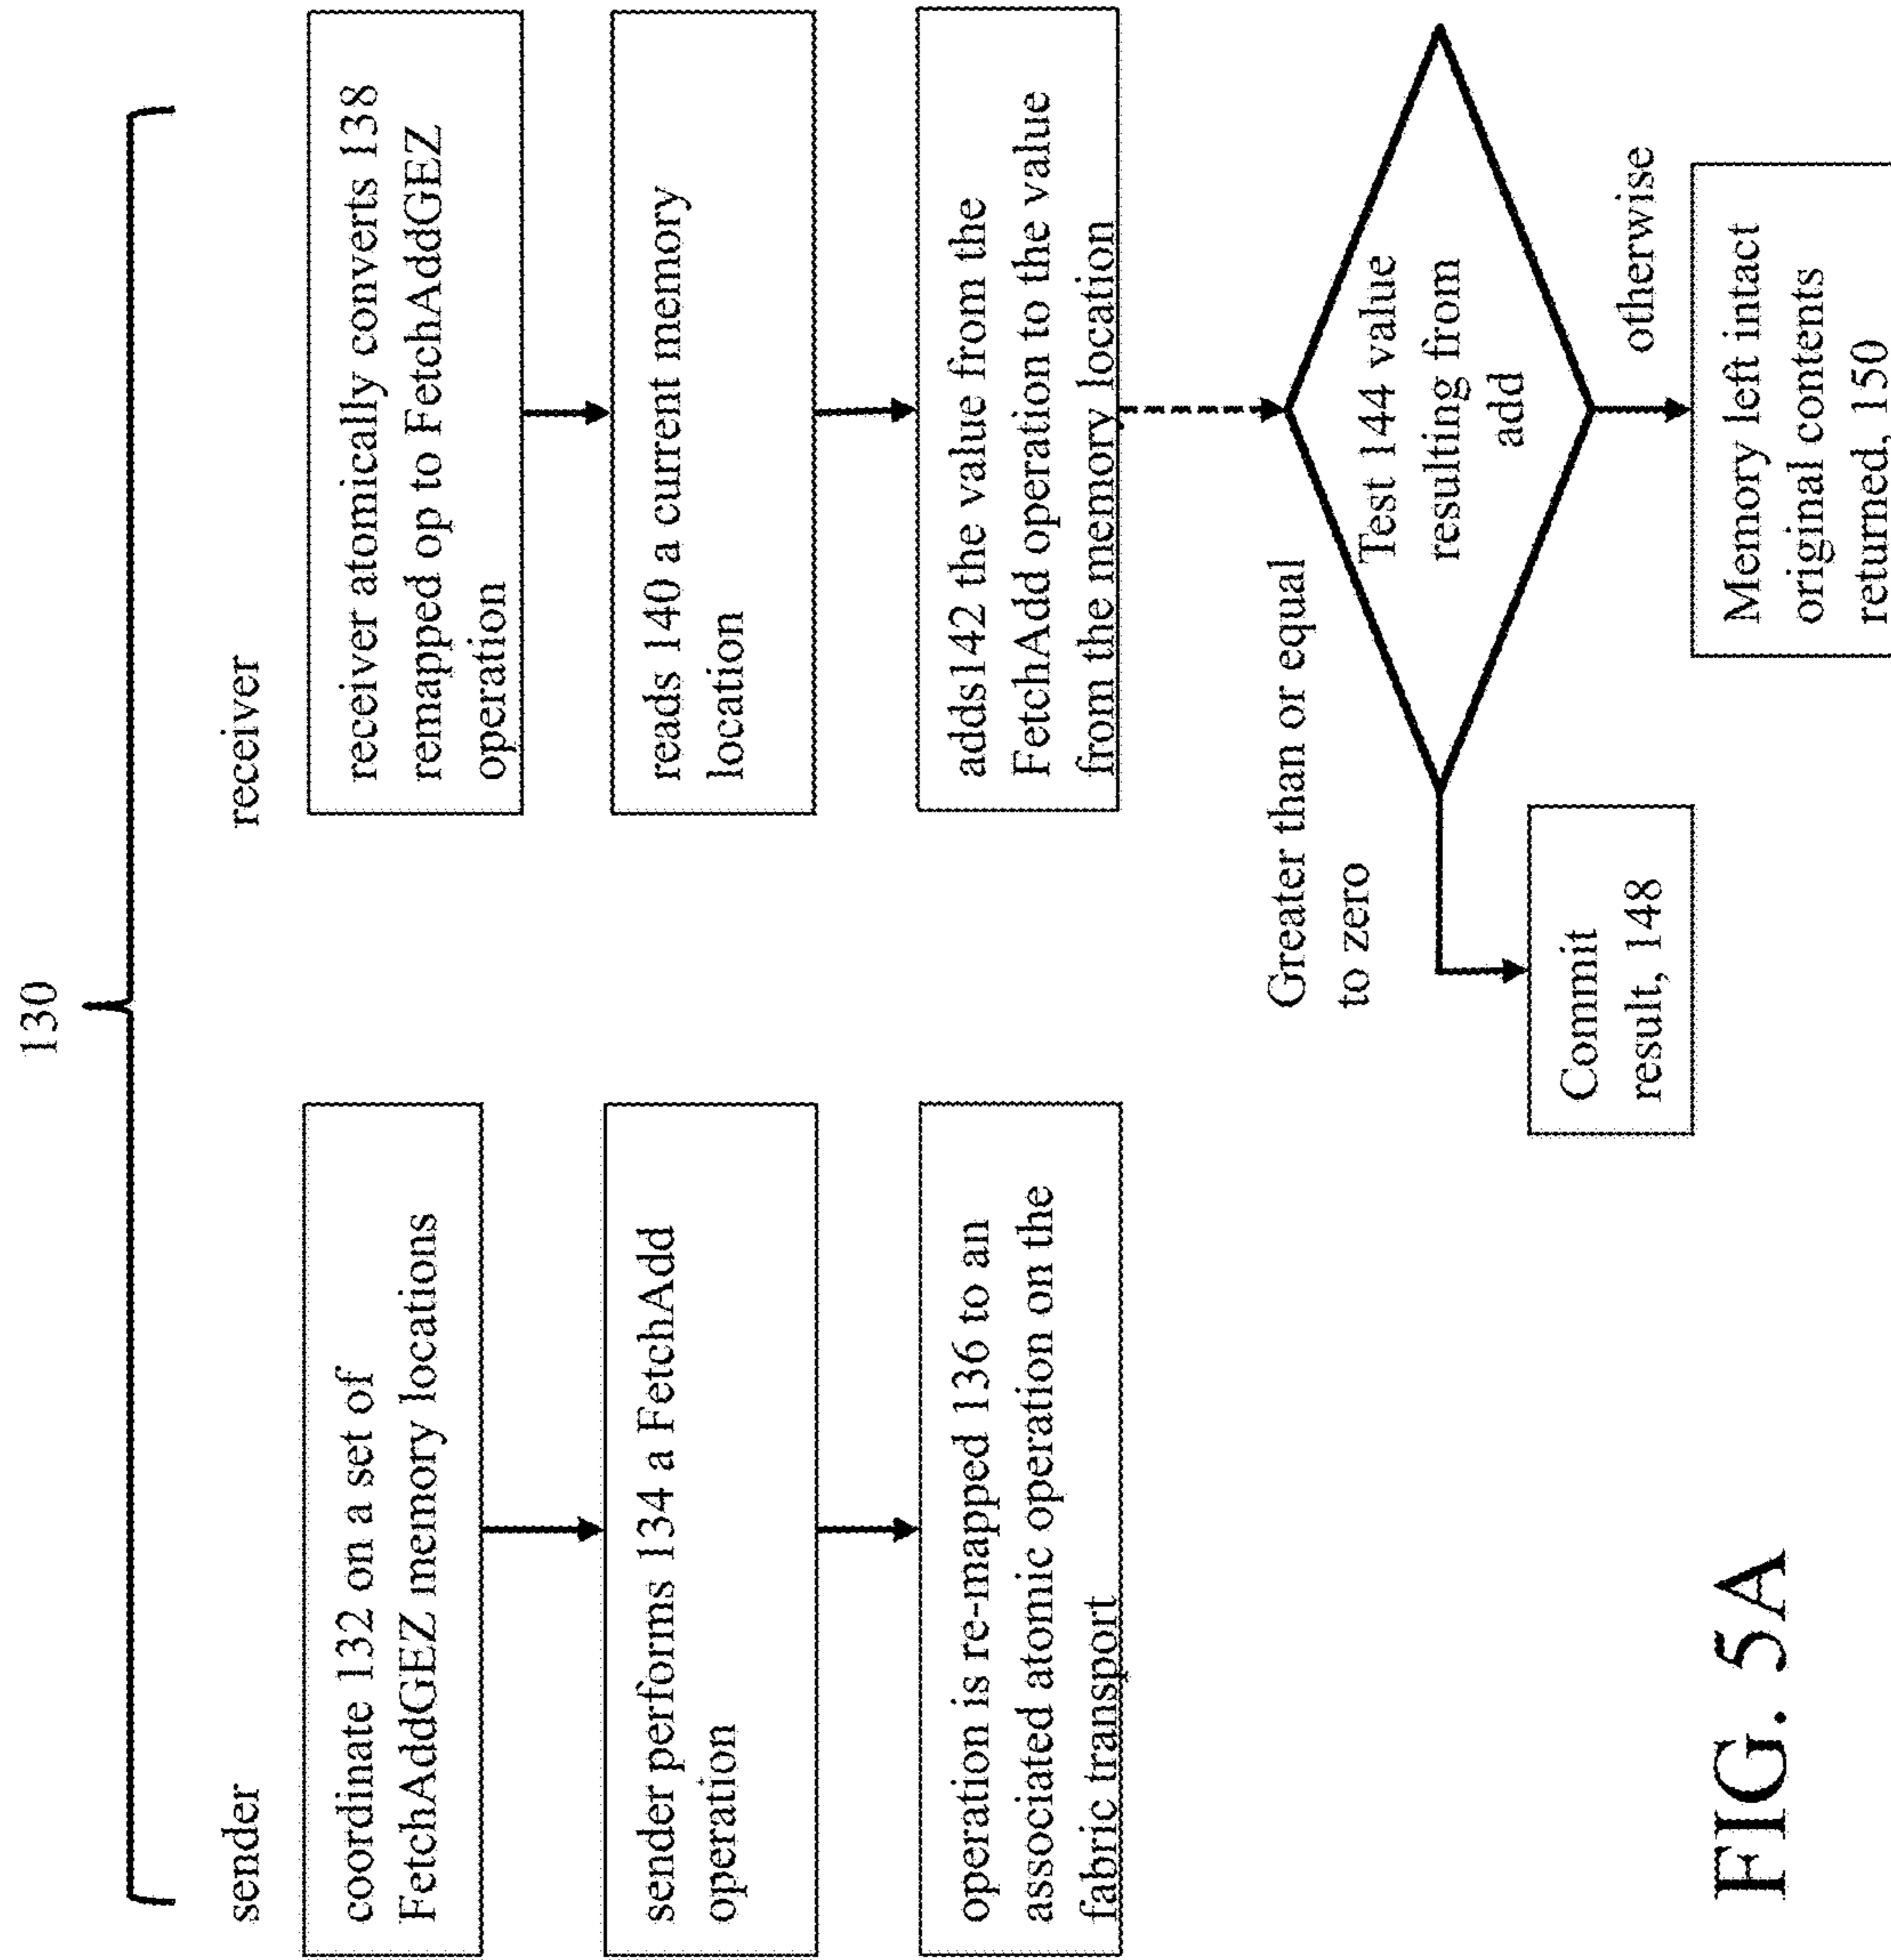 130
sender
coordinate 132 on a set of
FetchAddGEZ memory locations
sender performs 134 a FetchAdd
operation
operation is re-mapped 136 to an
associated atomic operation on the
fabric transport
receiver
receiver atomically converts 138
remapped op to FetchAddGEZ
operation
reads 140 a current memory
location
adds142 the value from the
FetchAdd operation to the value
from the memory location
Greater than or equal
to zero
Test 144 value
resulting from
add
otherwise
Commit
result, 148
Memory left intact
original contents
returned, 150
FIG. 5A